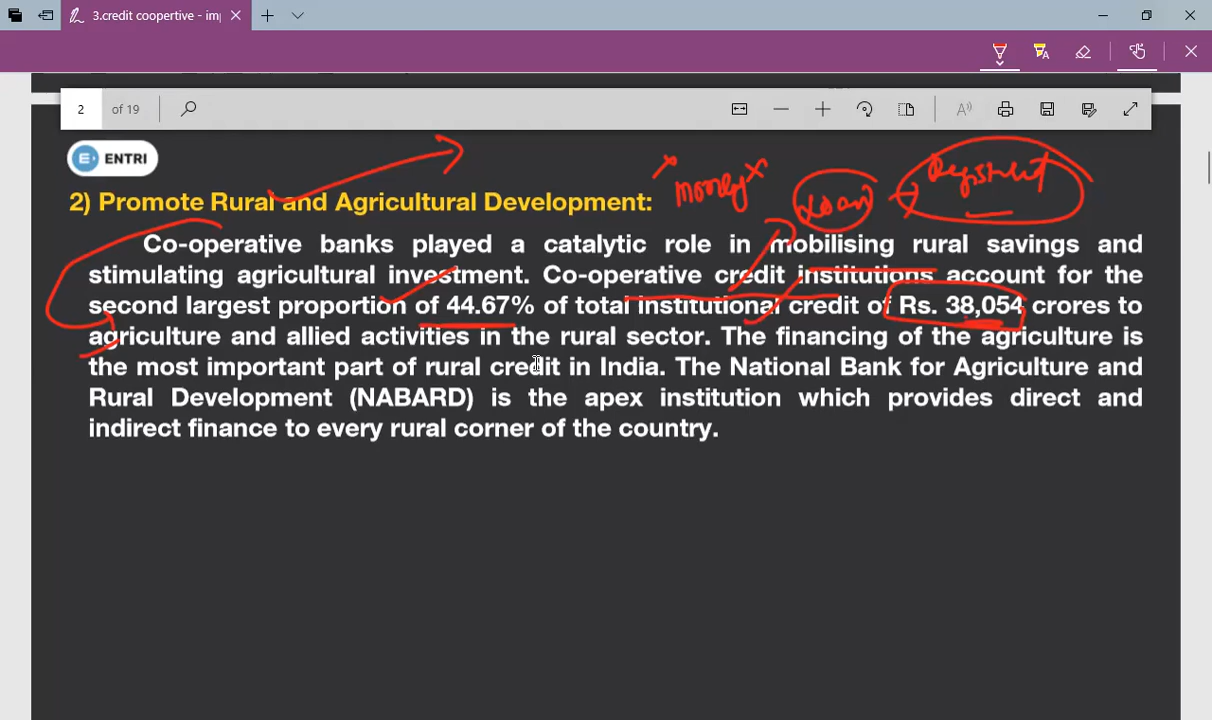 3.credit coopertive - imp
2 of 19
ENTRI
2) Promote Rural and Agricultural Development:
money
Loan
Co-operative banks played a catalytic role in mobilising rural savings and
stimulating agricultural investment. Co-operative credit institutions account for the
second largest proportion of 44.67% of total institutional credit of Rs. 38,054 crores to
agriculture and allied activities in the rural sector. The financing of the agriculture is
the most important part of rural credit in India. The National Bank for Agriculture and
Rural Development (NABARD) is the apex institution which provides direct and
indirect finance to every rural corner of the country.